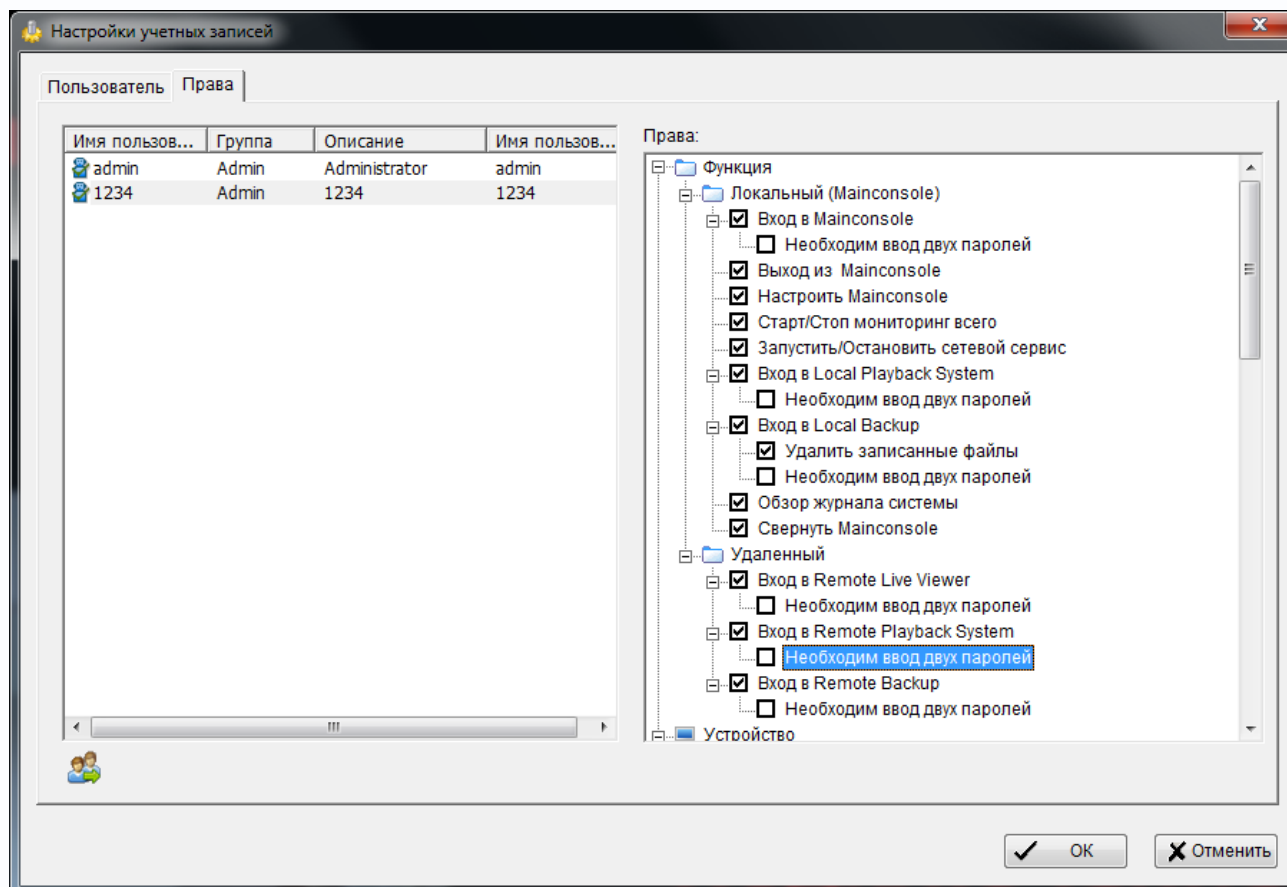 Настройки учетных записей
Пользователь Права
Имя пользов... Группа Описание Имя пользов...
admin Admin Administrator admin
1234 Admin 1234 1234
Права:
Функция
Локальный (Mainconsole)
Вход в Mainconsole
Необходим ввод двух паролей
Выход из Mainconsole
Настроить Mainconsole
Старт/Стоп мониторинг всего
Запустить/Остановить сетевой сервис
Вход в Local Playback System
Необходим ввод двух паролей
Вход в Local Backup
Удалить записанные файлы
Необходим ввод двух паролей
Обзор журнала системы
Свернуть Mainconsole
Удаленный
Вход в Remote Live Viewer
Необходим ввод двух паролей
Вход в Remote Playback System
Необходим ввод двух паролей
Вход в Remote Backup
Необходим ввод двух паролей
Устройство
OK Отменить